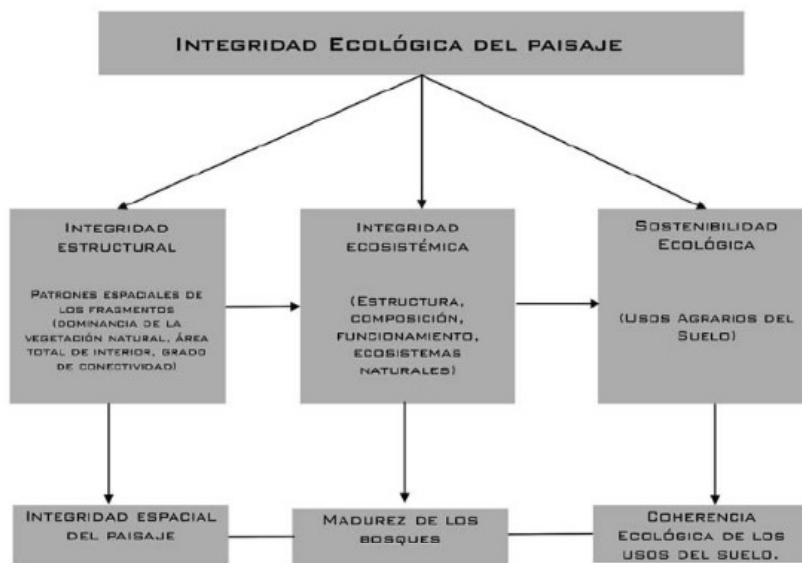 INTEGRIDAD ECOLÓGICA DEL PAISAJE
INTEGRIDAD
ESTRUCTURAL
PATRONES ESPACIALES DE
LOS FRAGMENTOS
(DOMINANCIA DE LA
VEGETACIÓN NATURAL, ÁREA
TOTAL DE INTERIOR, GRADO
DE CONECTIVIDAD)
INTEGRIDAD
ECOSISTÉMICA
(ESTRUCTURA,
COMPOSICIÓN,
FUNCIONAMIENTO,
ECOSISTEMAS
NATURALES)
SOSTENIBILIDAD
ECOLÓGICA
(USOS AGRARIOS DEL
SUELO)
INTEGRIDAD ESPACIAL
DEL PAISAJE
MADUREZ DE LOS
BOSQUES
COHERENCIA
ECOLÓGICA DE LOS
USOS DEL SUELO.